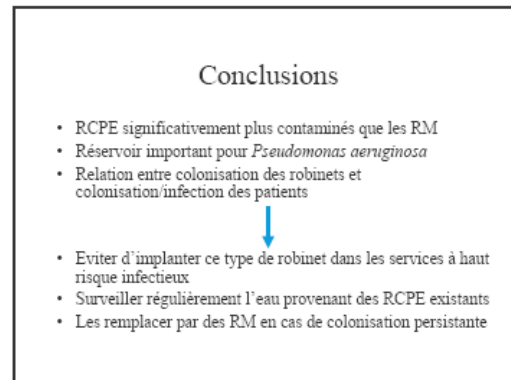 Conclusions
• RCPE significativement plus contaminés que les RM
• Réservoir important pour Pseudomonas aeruginosa
• Relation entre colonisation des robinets et
colonisation/infection des patients
• Eviter d’implanter ce type de robinet dans les services à haut
risque infectieux
• Surveiller régulièrement l’eau provenant des RCPE existants
• Les remplacer par des RM en cas de colonisation persistante